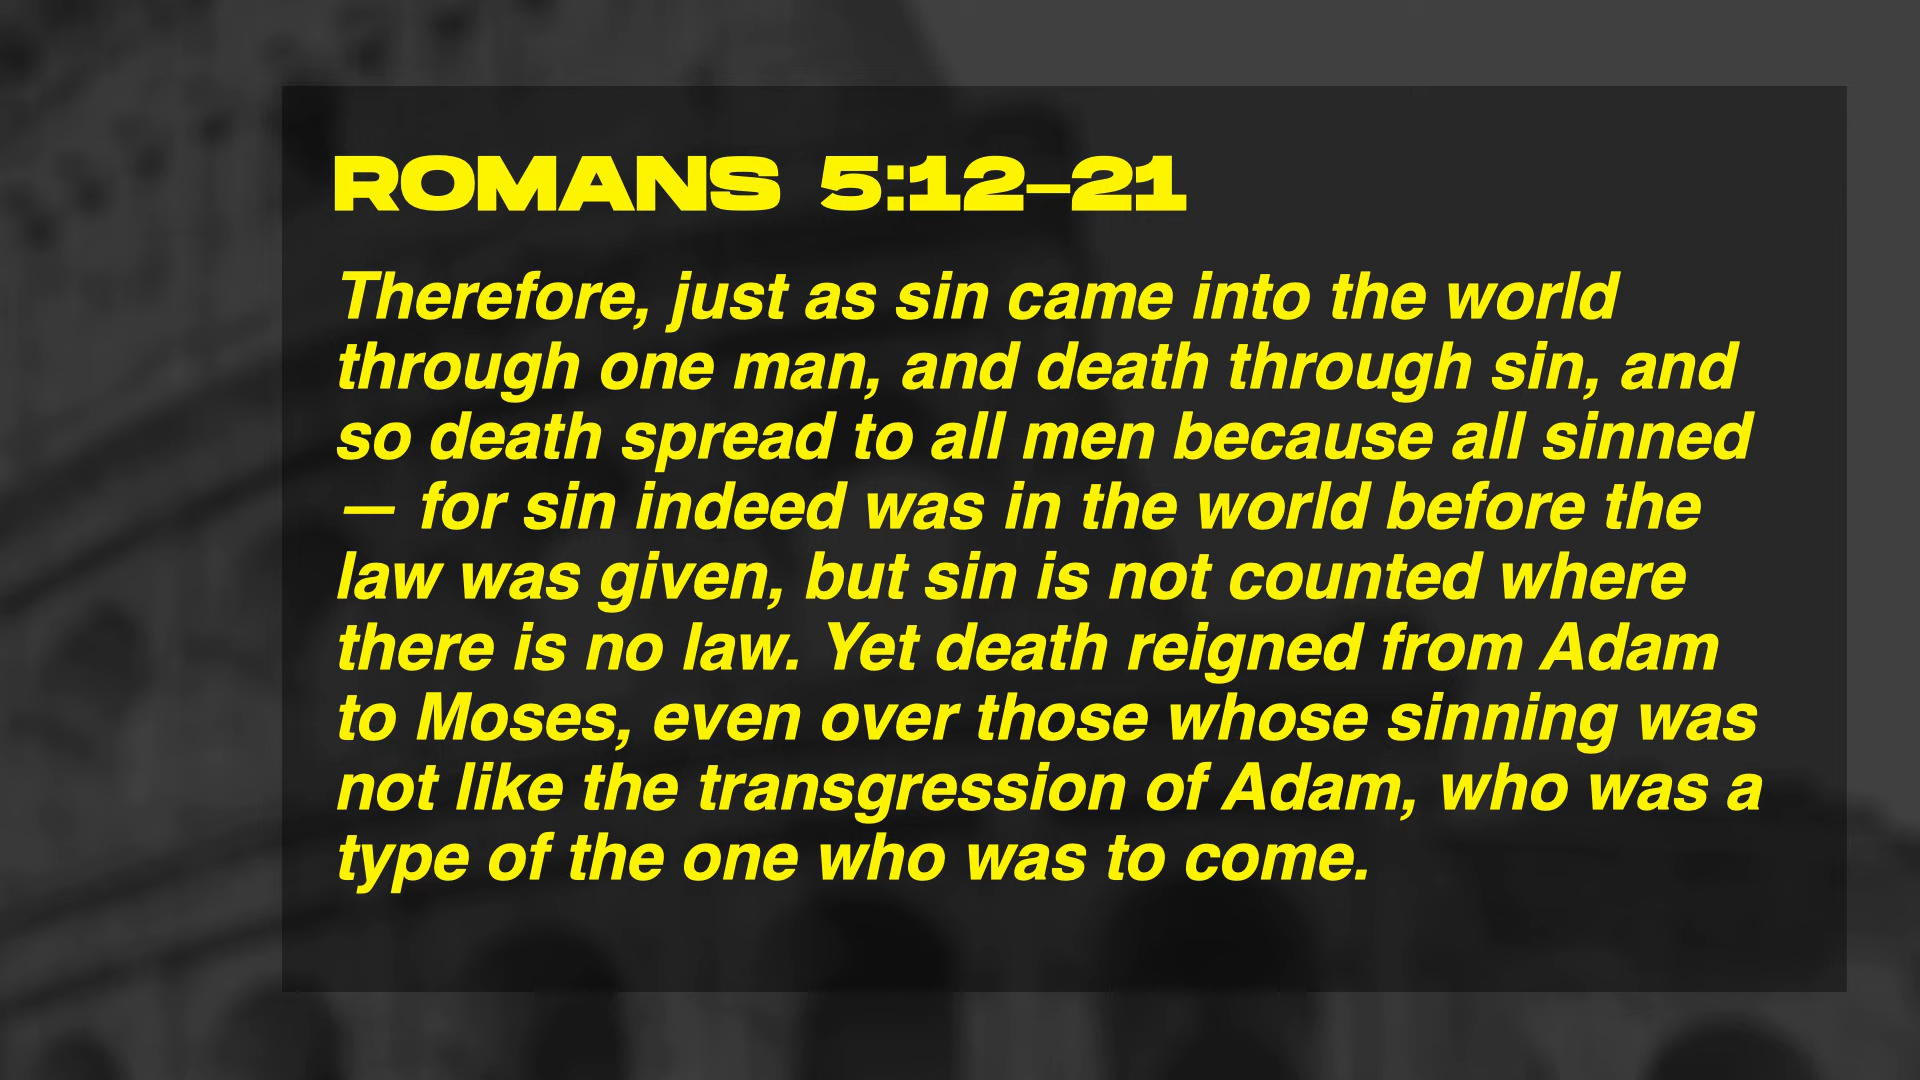 ROMANS 5:12–21
Therefore, just as sin came into the world
through one man, and death through sin, and
so death spread to all men because all sinned
— for sin indeed was in the world before the
law was given, but sin is not counted where
there is no law. Yet death reigned from Adam
to Moses, even over those whose sinning was
not like the transgression of Adam, who was a
type of the one who was to come.